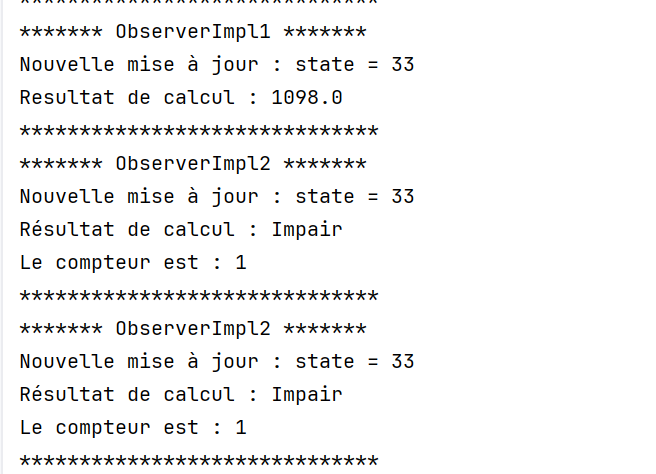 *******************************
******* ObserverImpl1 *******
Nouvelle mise à jour : state = 33
Resultat de calcul : 1098.0
******************************
******* ObserverImpl2 *******
Nouvelle mise à jour : state = 33
Résultat de calcul : Impair
Le compteur est : 1
******************************
******* ObserverImpl2 *******
Nouvelle mise à jour : state = 33
Résultat de calcul : Impair
Le compteur est : 1
******************************